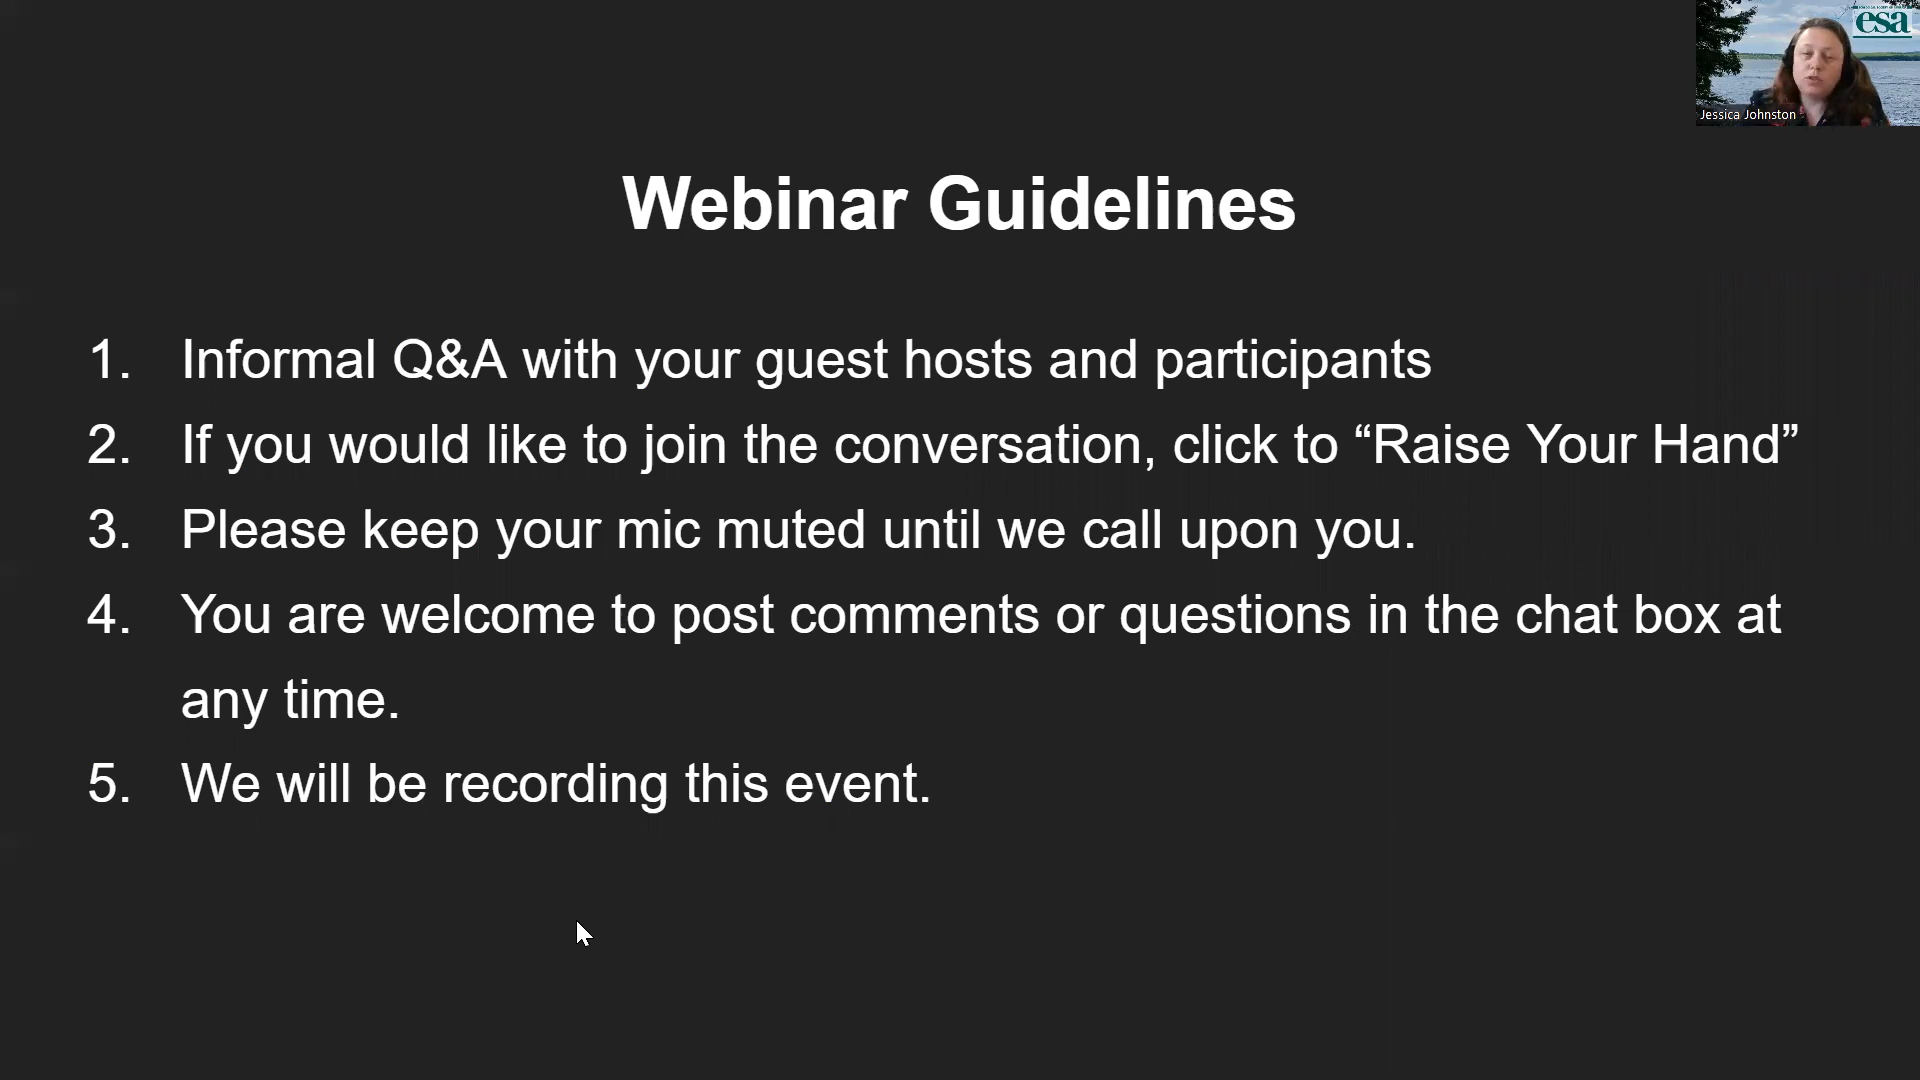 esa
Jessica Johnston
Webinar Guidelines
1. Informal Q&A with your guest hosts and participants
2. If you would like to join the conversation, click to “Raise Your Hand”
3. Please keep your mic muted until we call upon you.
4. You are welcome to post comments or questions in the chat box at
any time.
5. We will be recording this event.